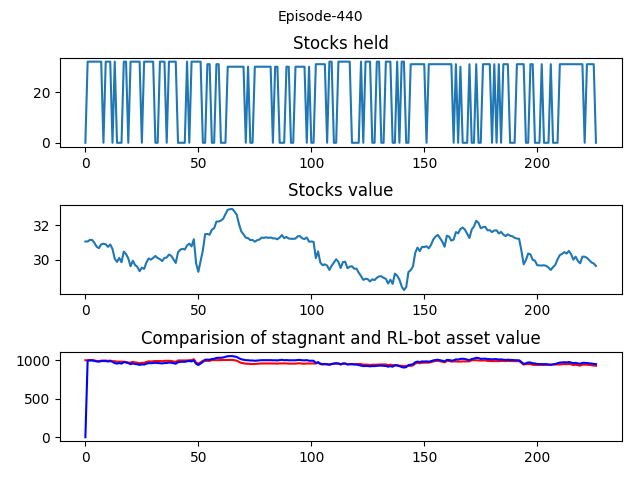 Episode-440
Stocks held
20
0
0 50 100 150 200
Stocks value
32
30
0 50 100 150 200
Comparision of stagnant and RL-bot asset value
1000
500
0
0 50 100 150 200